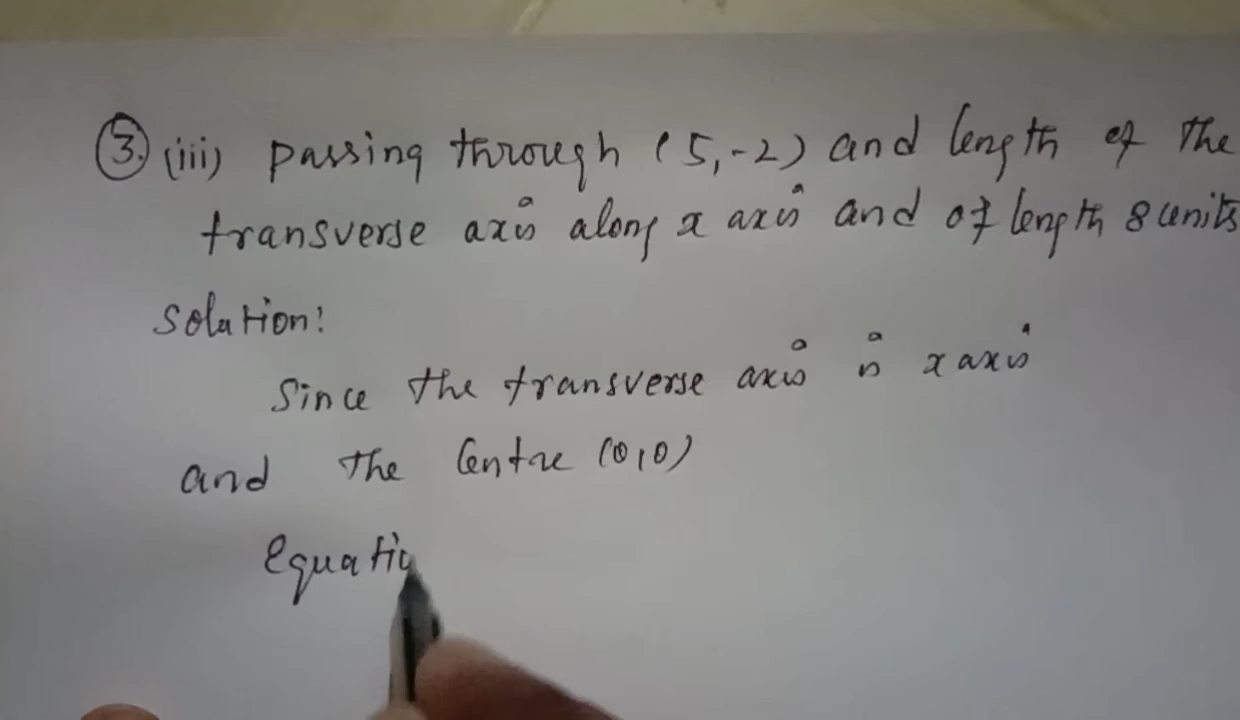 3. (iii) passing through (5,-2) and length of the
transverse axis along x axis and of length 8 units
Solution:
Since the transverse axis is x axis
and the Centre (0,0)
Equatio